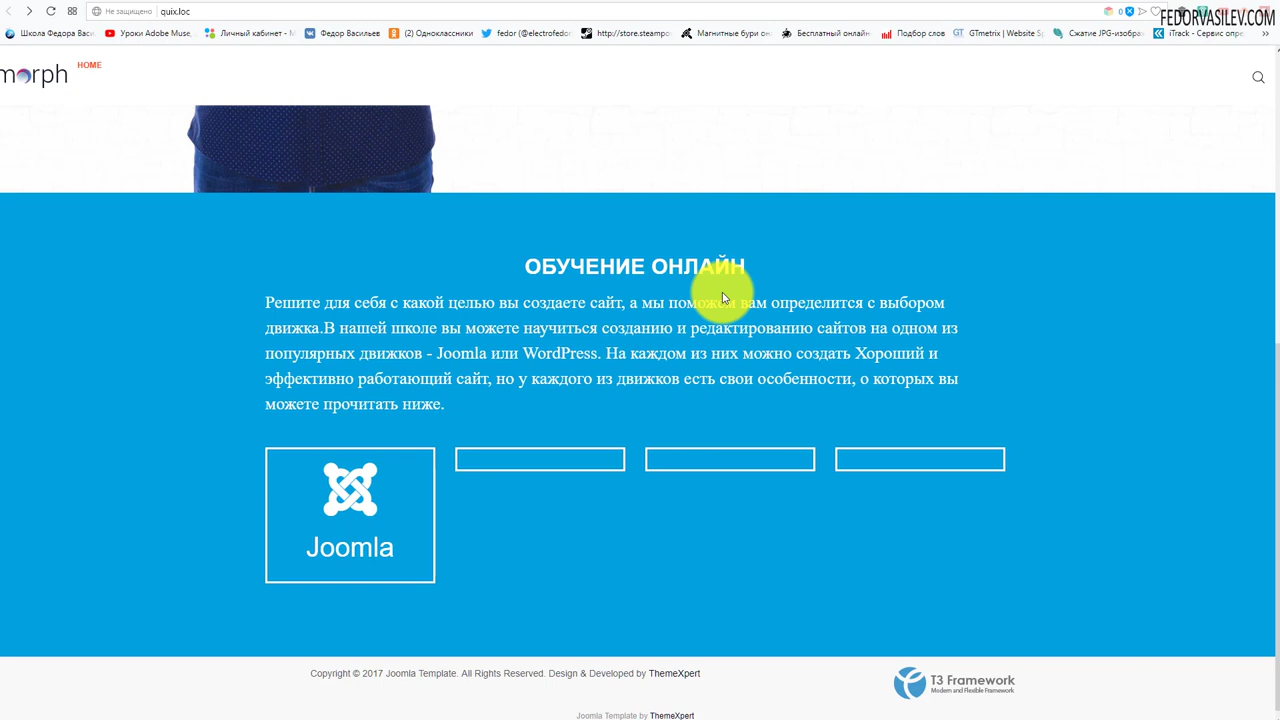 Не защищено quix.loc
0
FEDORVASILEV.COM
Школа Федора Васи. Уроки Adobe Muse, Личный кабинет - М Федор Васильев (2) Одноклассники fedor (@electrofedor http://store.steampo Магнитные бури он Бесплатный онлайн Подбор слов GTmetrix | Website Sp Сжатие JPG-изображ iTrack - Сервис опре
morph HOME
ОБУЧЕНИЕ ОНЛАЙН
Решите для себя с какой целью вы создаете сайт, а мы поможем вам определится с выбором
движка.В нашей школе вы можете научиться созданию и редактированию сайтов на одном из
популярных движков - Joomla или WordPress. На каждом из них можно создать Хороший и
эффективно работающий сайт, но у каждого из движков есть свои особенности, о которых вы
можете прочитать ниже.
Joomla
Copyright © 2017 Joomla Template. All Rights Reserved. Design & Developed by ThemeXpert
T3 Framework
Modern and Flexible Framework
Joomla Template by ThemeXpert